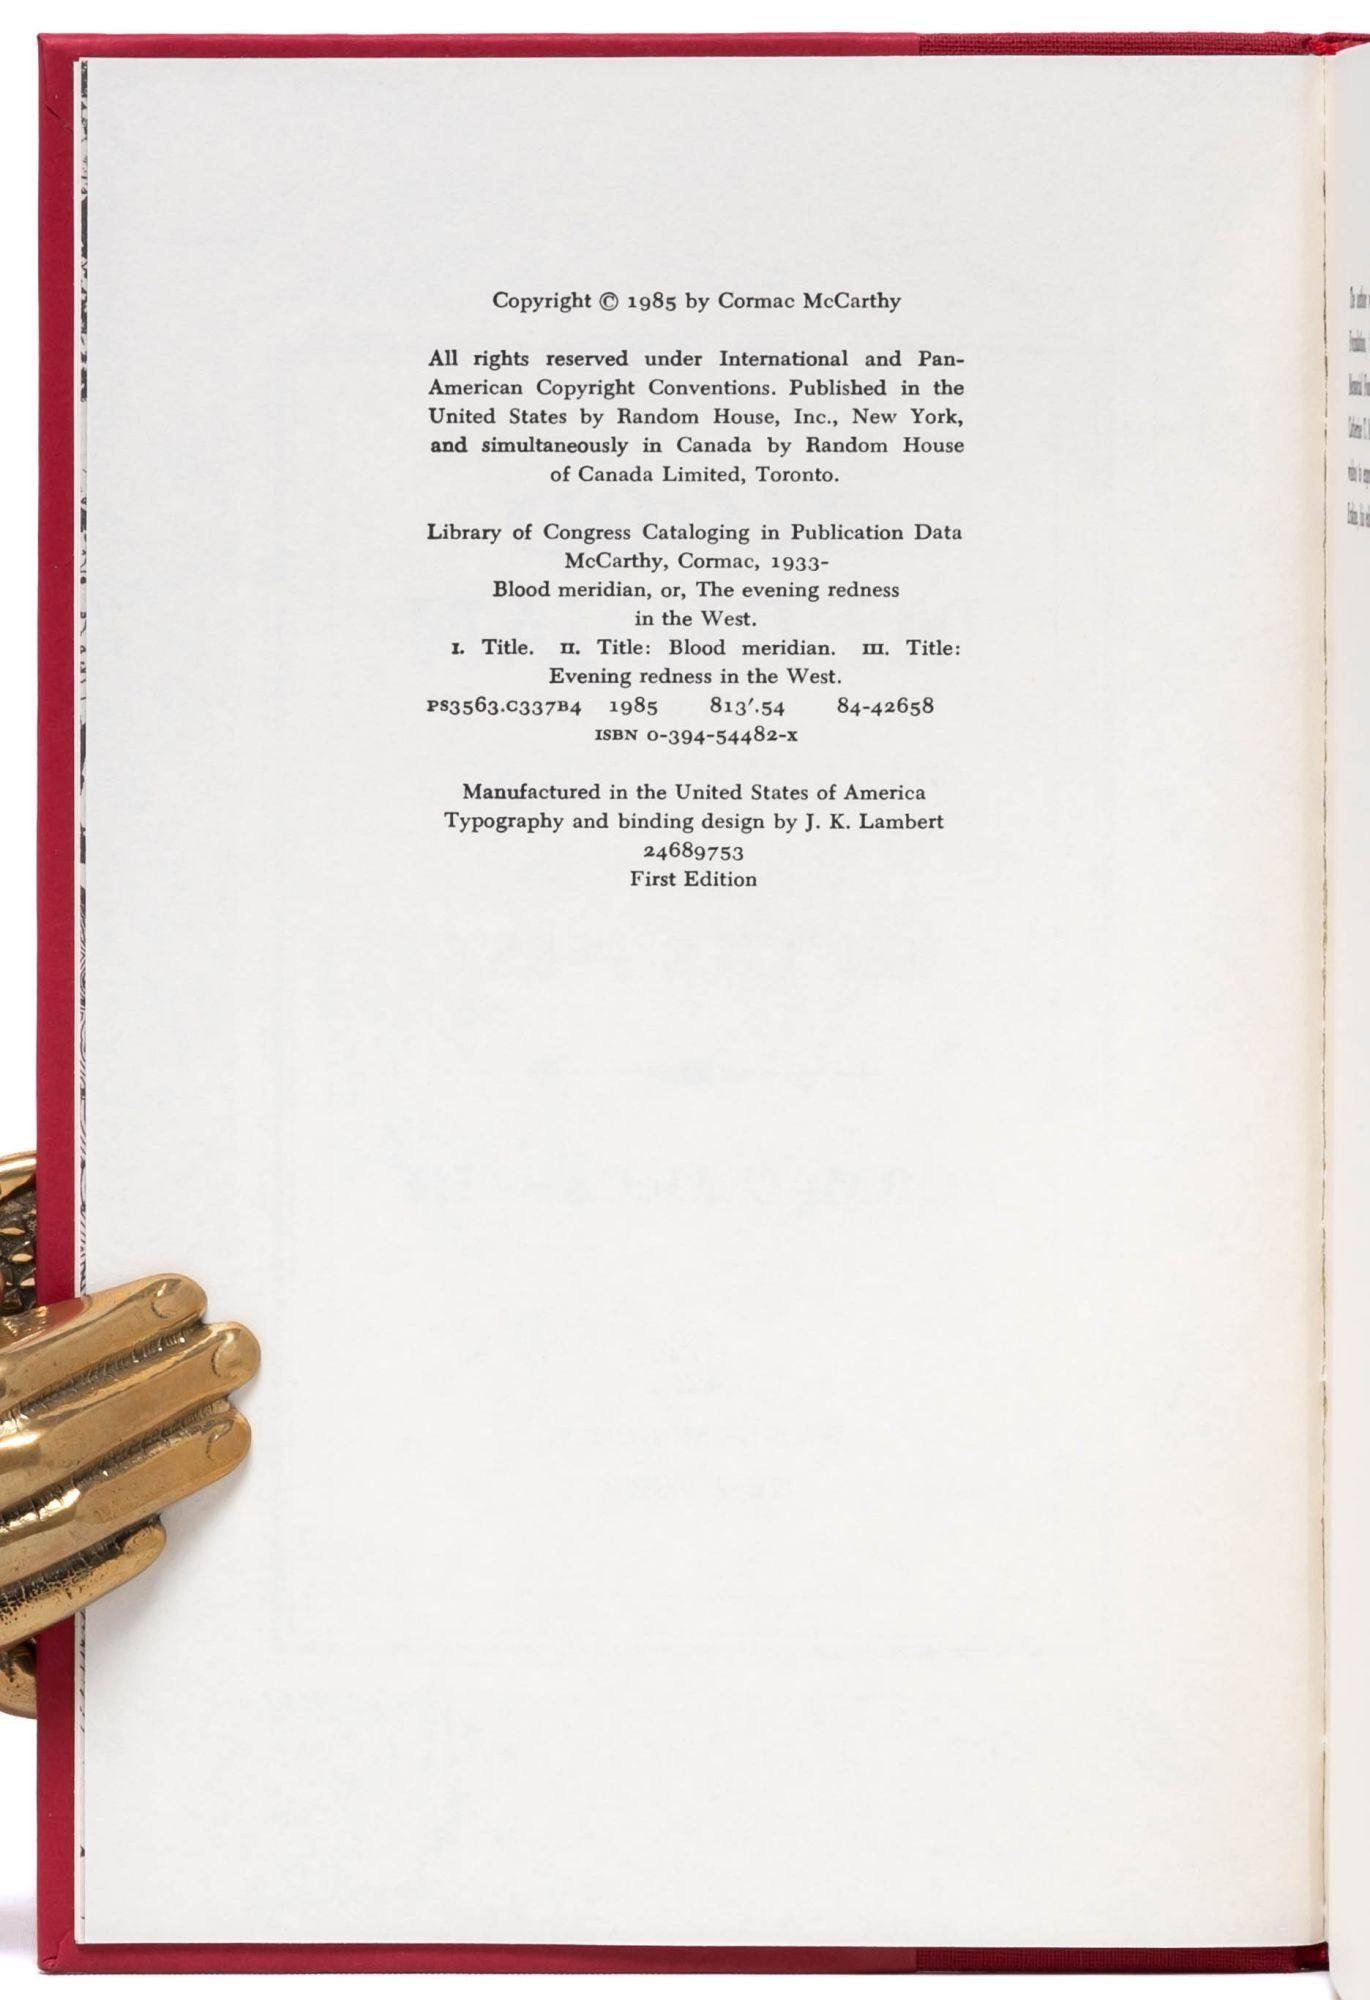 Copyright © 1985 by Cormac McCarthy
All rights reserved under International and Pan-
American Copyright Conventions. Published in the
United States by Random House, Inc., New York,
and simultaneously in Canada by Random House
of Canada Limited, Toronto.
Library of Congress Cataloging in Publication Data
McCarthy, Cormac, 1933-
Blood meridian, or, The evening redness
in the West.
I. Title. II. Title: Blood meridian. III. Title:
Evening redness in the West.
PS3563.C337B4 1985 813′.54 84-42658
ISBN 0-394-54482-X
Manufactured in the United States of America
Typography and binding design by J. K. Lambert
24689753
First Edition